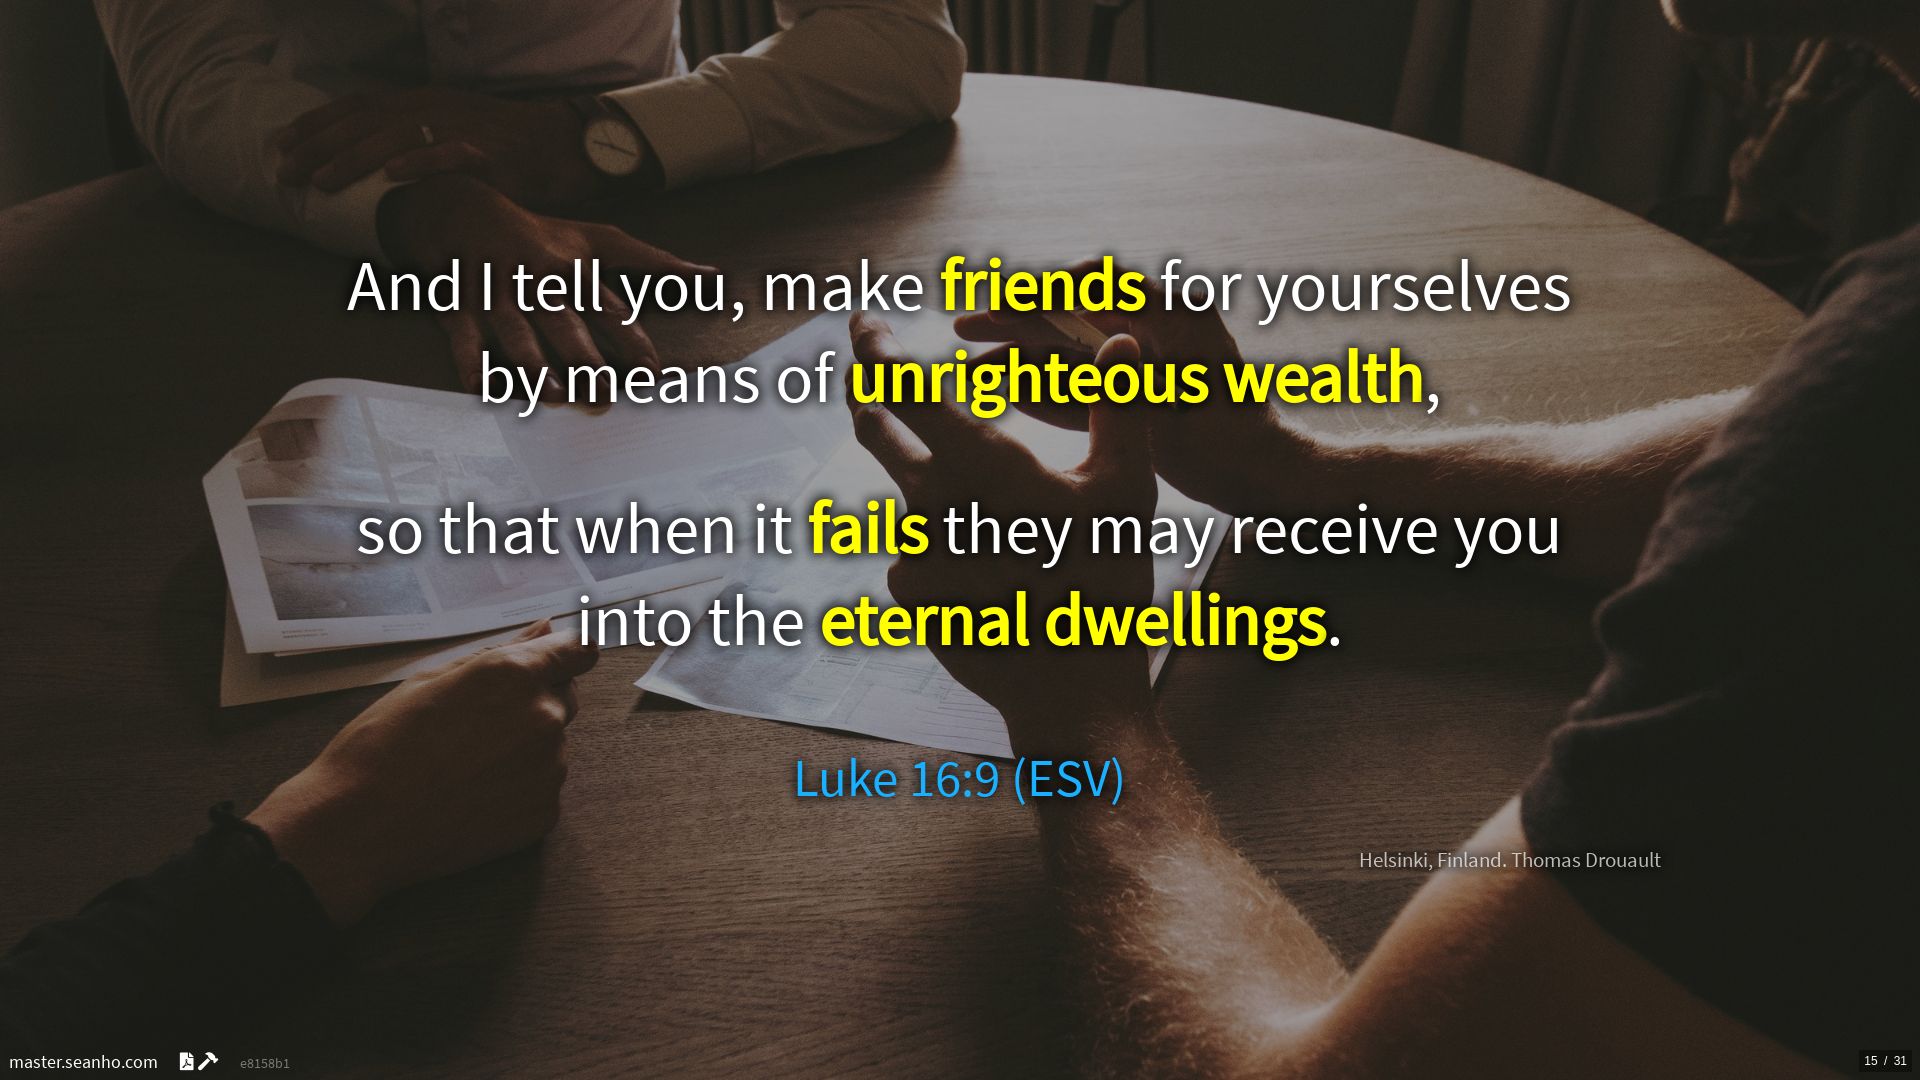 And I tell you, make friends for yourselves
by means of unrighteous wealth,
so that when it fails they may receive you
into the eternal dwellings.
Luke 16:9 (ESV)
Helsinki, Finland. Thomas Drouault
master.seanho.com
e8158b1
15 / 31